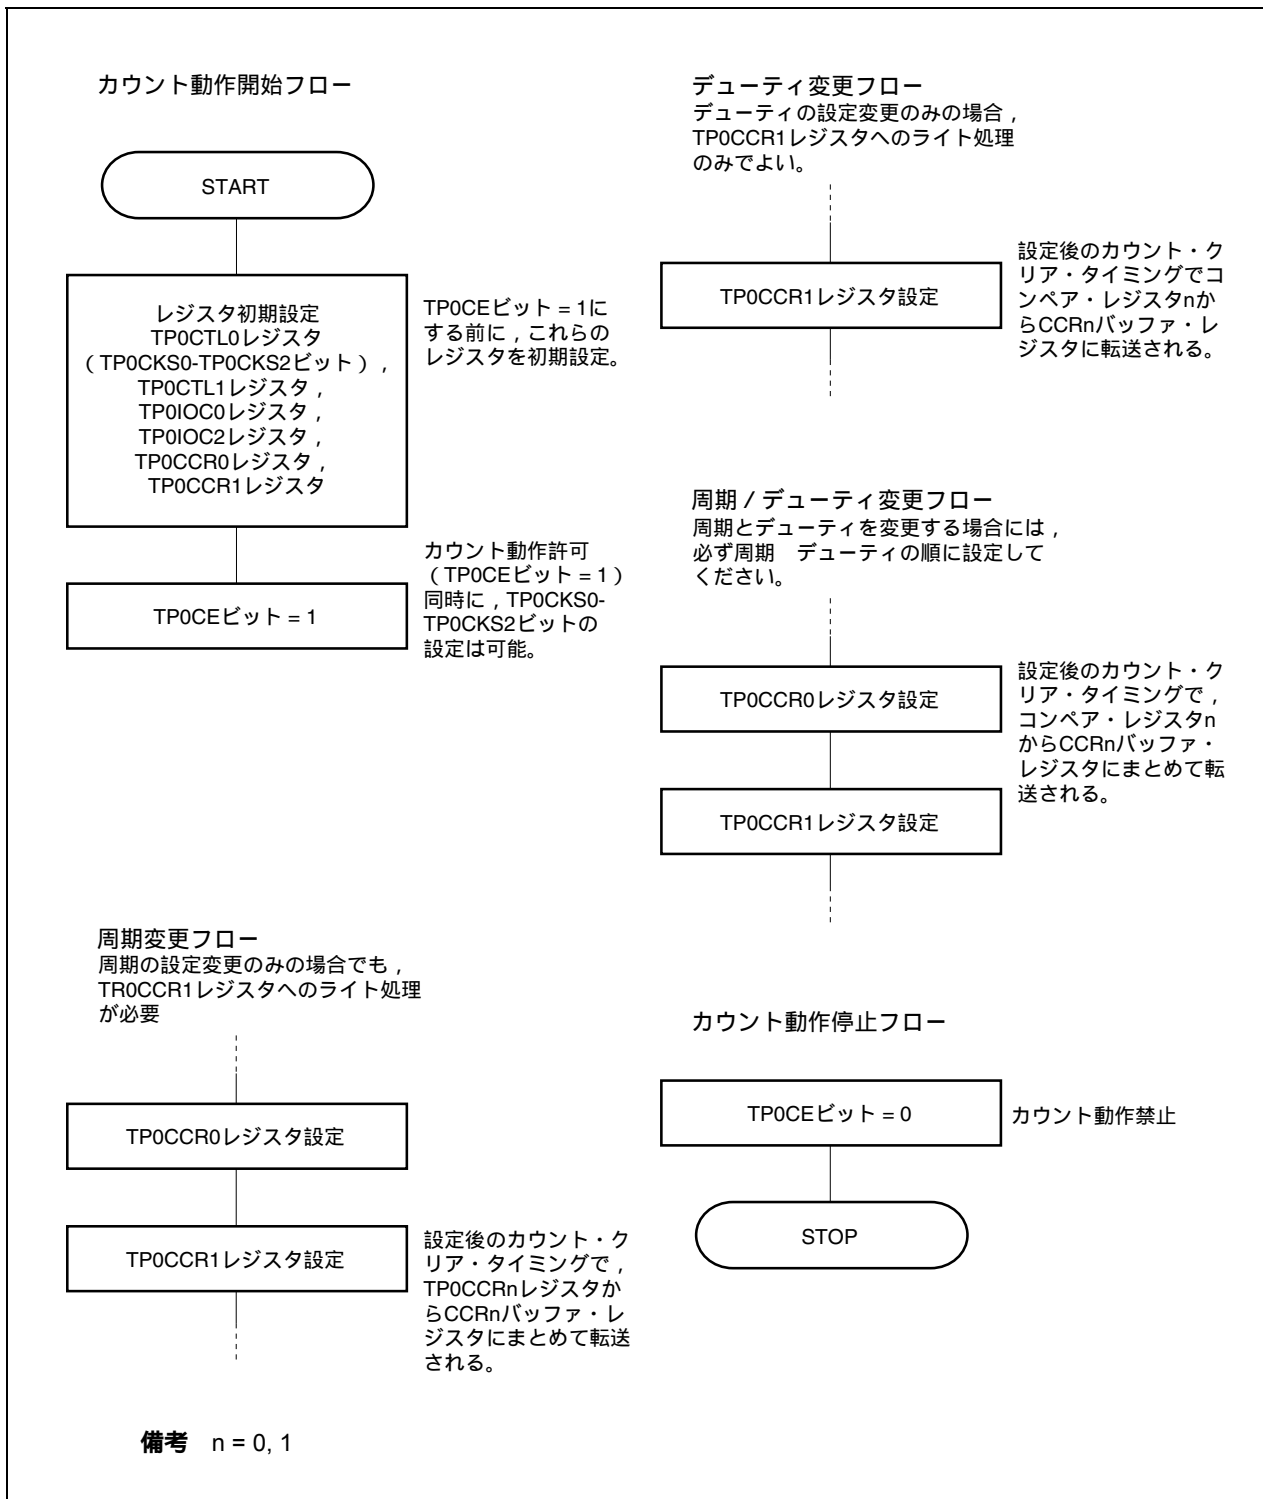 カウント動作開始フロー
START
レジスタ初期設定
TP0CTL0レジスタ
（TP0CKS0-TP0CKS2ビット），
TP0CTL1レジスタ，
TP0IOC0レジスタ，
TP0IOC2レジスタ，
TP0CCR0レジスタ，
TP0CCR1レジスタ
TP0CEビット = 1に
する前に，これらの
レジスタを初期設定。
TP0CEビット = 1
カウント動作許可
（TP0CEビット = 1）
同時に，TP0CKS0-
TP0CKS2ビットの
設定は可能。
周期変更フロー
周期の設定変更のみの場合でも，
TR0CCR1レジスタへのライト処理
が必要
TP0CCR0レジスタ設定
TP0CCR1レジスタ設定
設定後のカウント・ク
リア・タイミングで，
TP0CCRnレジスタか
らCCRnバッファ・レ
ジスタにまとめて転送
される。
デューティ変更フロー
デューティの設定変更のみの場合，
TP0CCR1レジスタへのライト処理
のみでよい。
TP0CCR1レジスタ設定
設定後のカウント・ク
リア・タイミングでコ
ンペア・レジスタnか
らCCRnバッファ・レ
ジスタに転送される。
周期 / デューティ変更フロー
周期とデューティを変更する場合には，
必ず周期　デューティの順に設定して
ください。
TP0CCR0レジスタ設定
設定後のカウント・ク
リア・タイミングで，
コンペア・レジスタn
からCCRnバッファ・
レジスタにまとめて転
送される。
TP0CCR1レジスタ設定
カウント動作停止フロー
TP0CEビット = 0
カウント動作禁止
STOP
備考　n = 0, 1